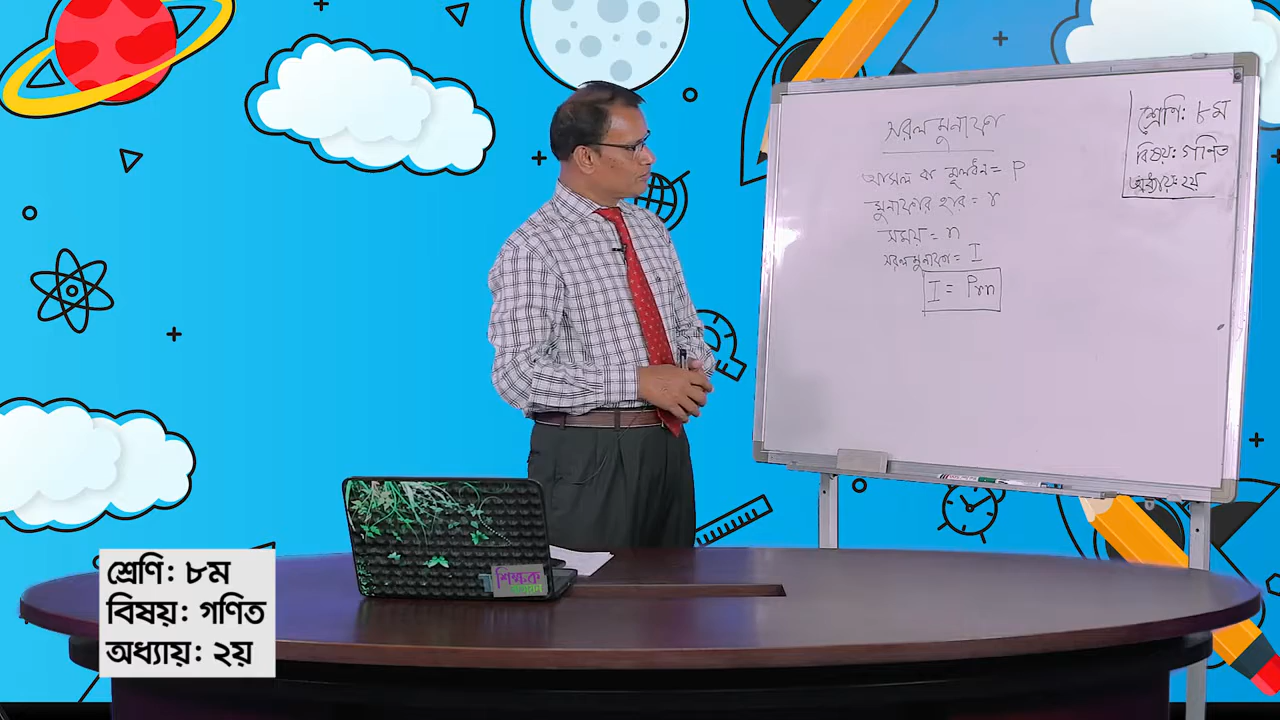 সরল মুনাফা
আসল বা মূলধন = P
মুনাফার হার = r
সময় = n
সরল মুনাফা = I
I = Prn
শ্রেণি: ৮ম
বিষয়: গণিত
অধ্যায়: ২য়
শ্রেণি: ৮ম
বিষয়: গণিত
অধ্যায়: ২য়
শিক্ষক